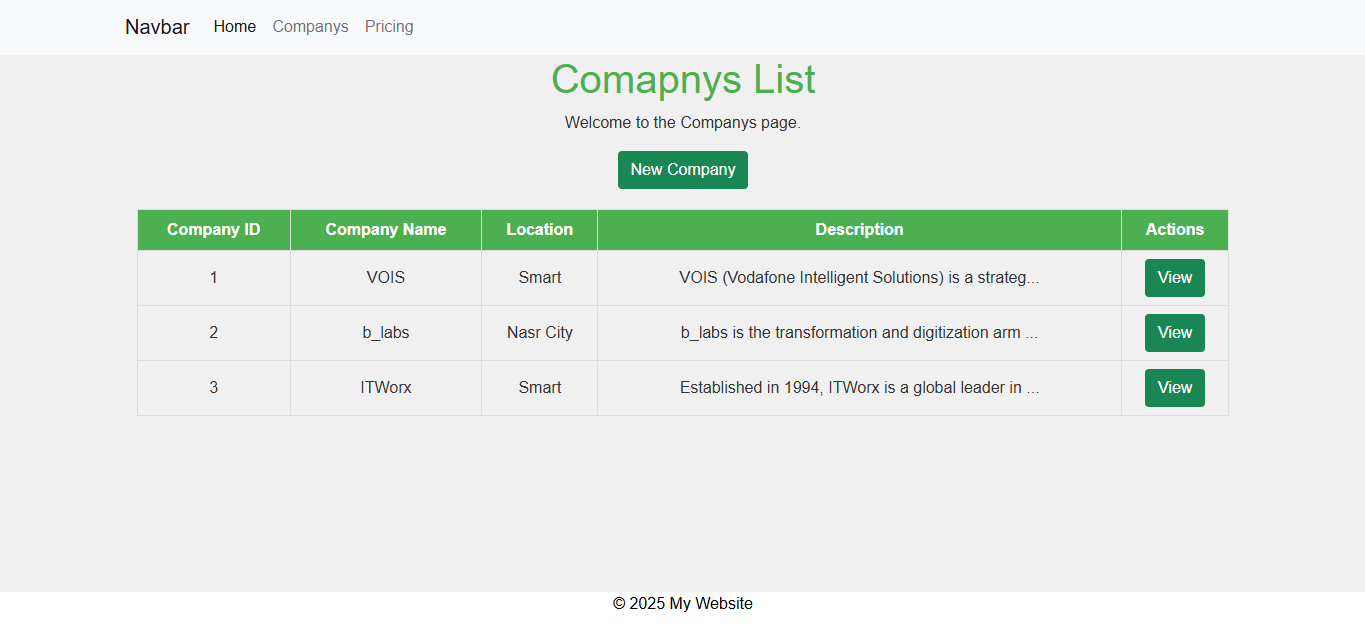 Navbar Home Companys Pricing
Comapnys List
Welcome to the Companys page.
New Company
Company ID Company Name Location Description Actions
1 VOIS Smart VOIS (Vodafone Intelligent Solutions) is a strateg... View
2 b_labs Nasr City b_labs is the transformation and digitization arm ... View
3 ITWorx Smart Established in 1994, ITWorx is a global leader in ... View
© 2025 My Website